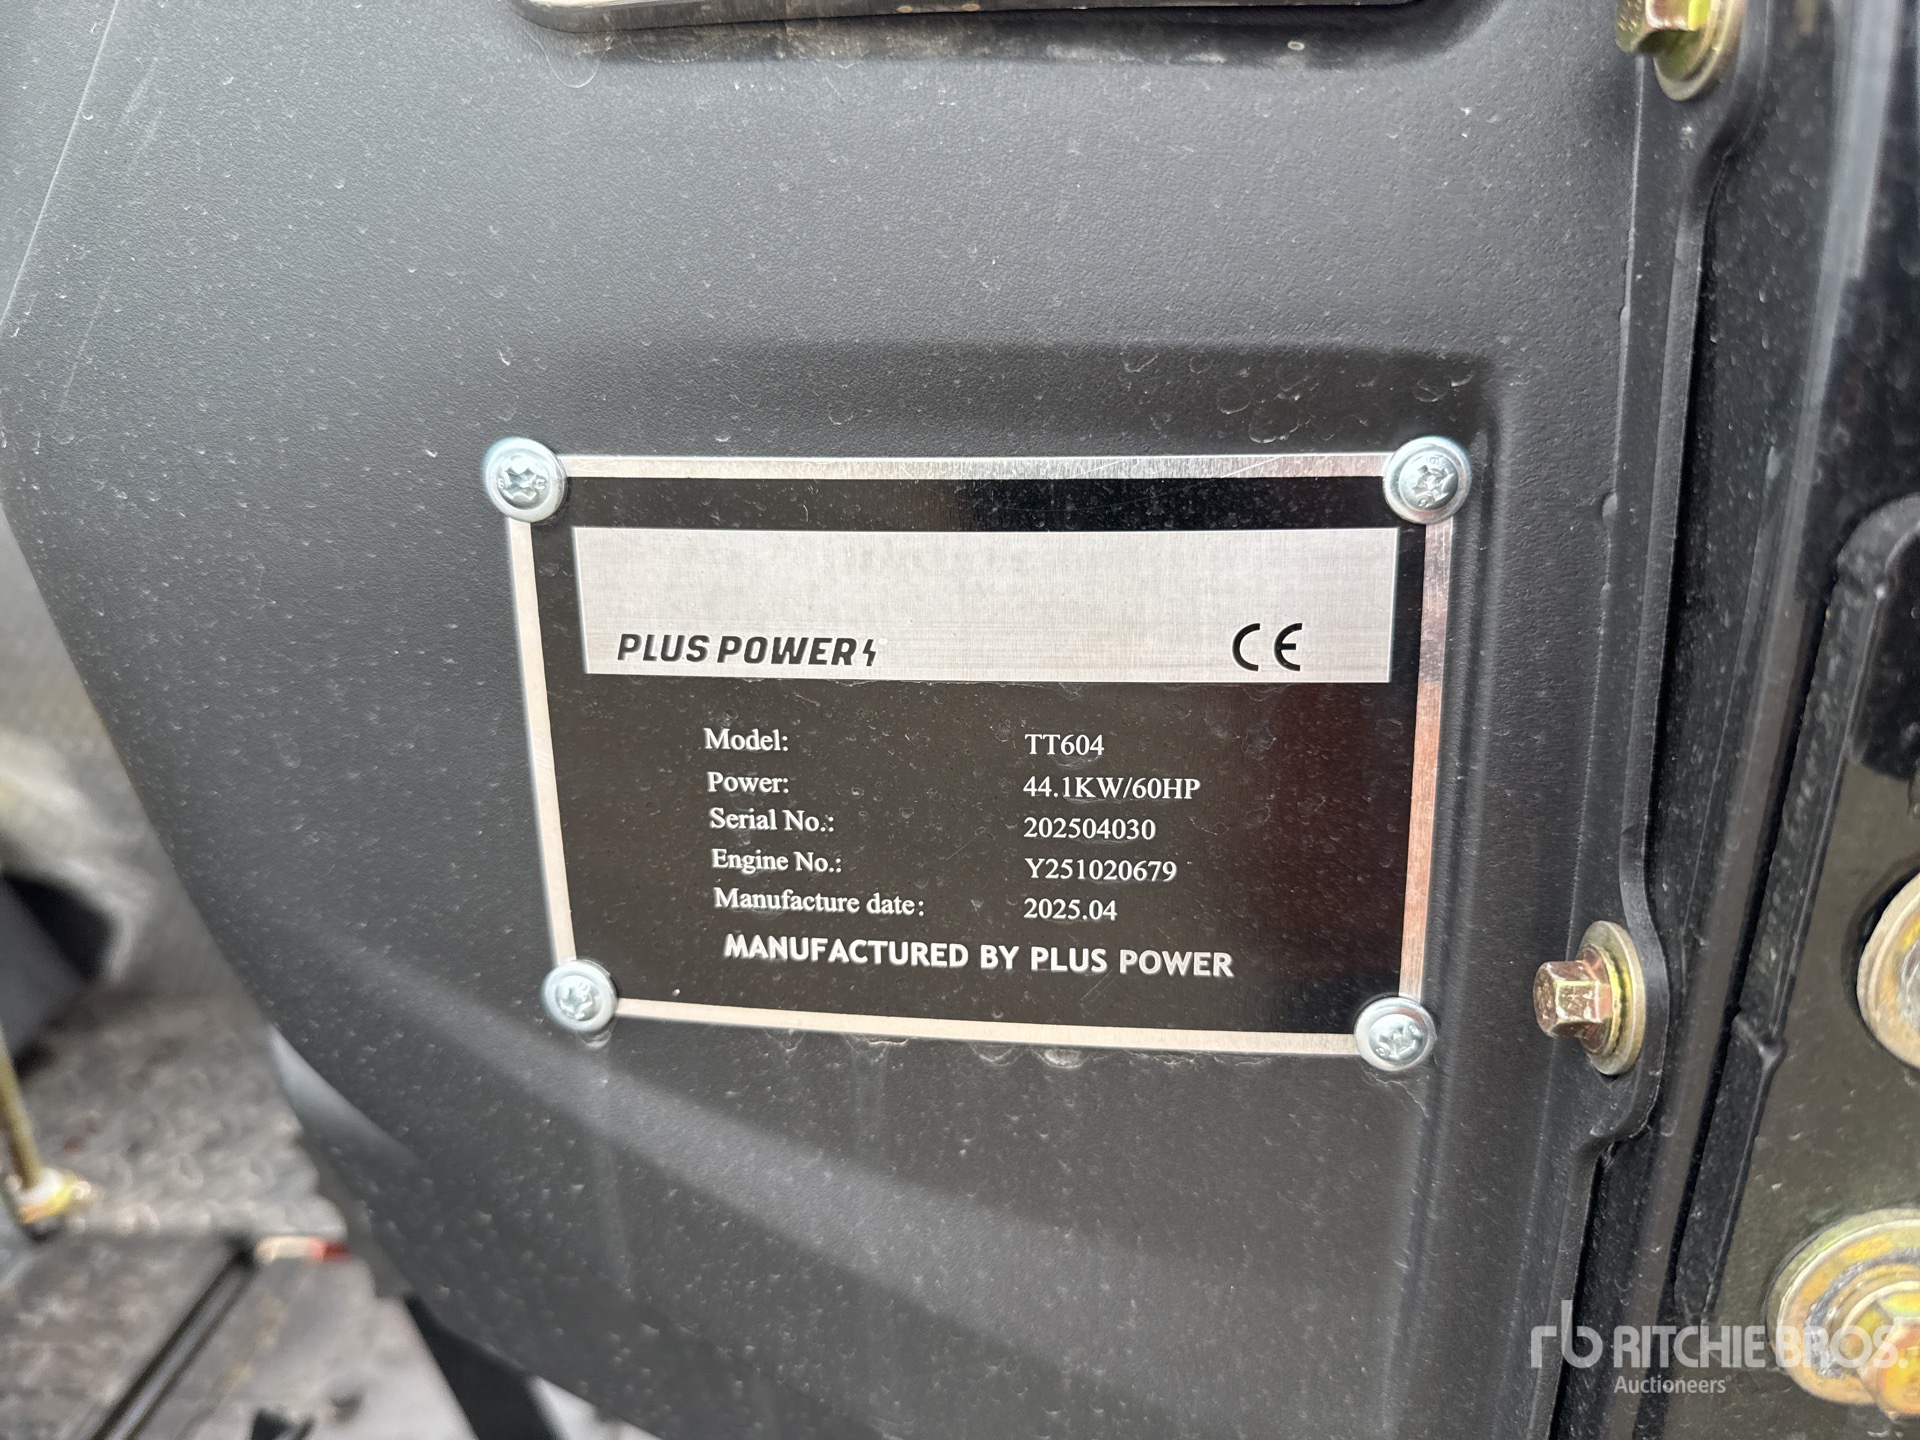 PLUS POWER
CE
Model: TT604
Power: 44.1KW/60HP
Serial No.: 202504030
Engine No.: Y251020679
Manufacture date: 2025.04
MANUFACTURED BY PLUS POWER
rb RITCHIE BROS.
Auctioneers